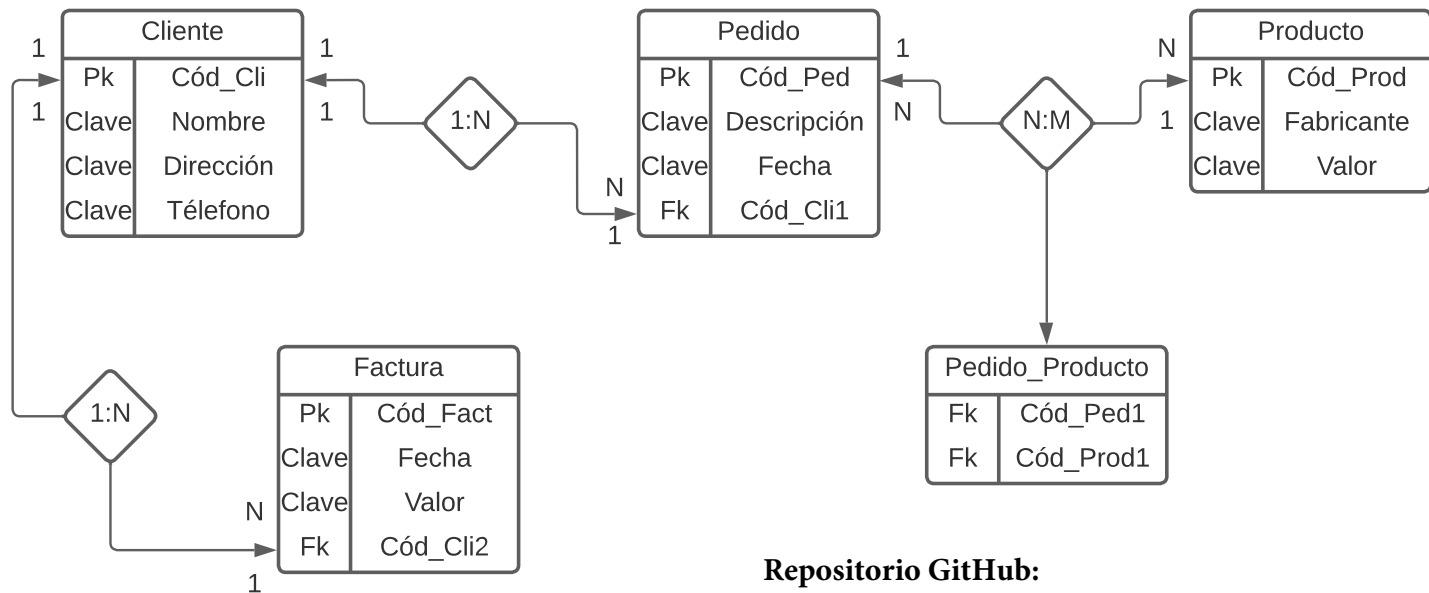 Cliente
Pk Cód_Cli
Clave Nombre
Clave Dirección
Clave Télefono
1
1
1
1
1:N
N
1
Pedido
Pk Cód_Ped
Clave Descripción
Clave Fecha
Fk Cód_Cli1
1
N
N:M
N
1
Producto
Pk Cód_Prod
Clave Fabricante
Clave Valor
1:N
N
1
Factura
Pk Cód_Fact
Clave Fecha
Clave Valor
Fk Cód_Cli2
Pedido_Producto
Fk Cód_Ped1
Fk Cód_Prod1
Repositorio GitHub: